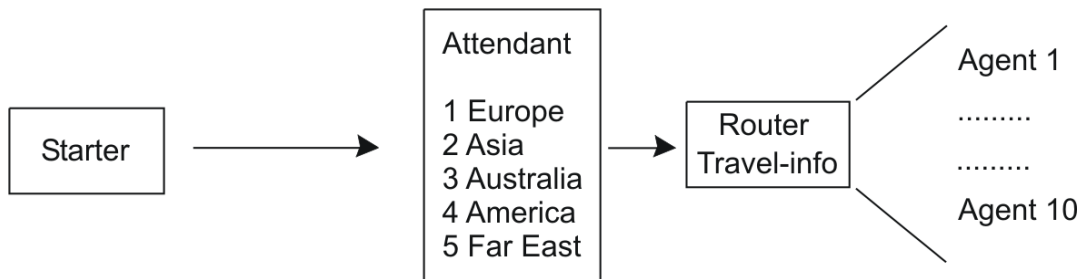 Starter
Attendant
1 Europe
2 Asia
3 Australia
4 America
5 Far East
Router
Travel-info
Agent 1
.........
.........
Agent 10